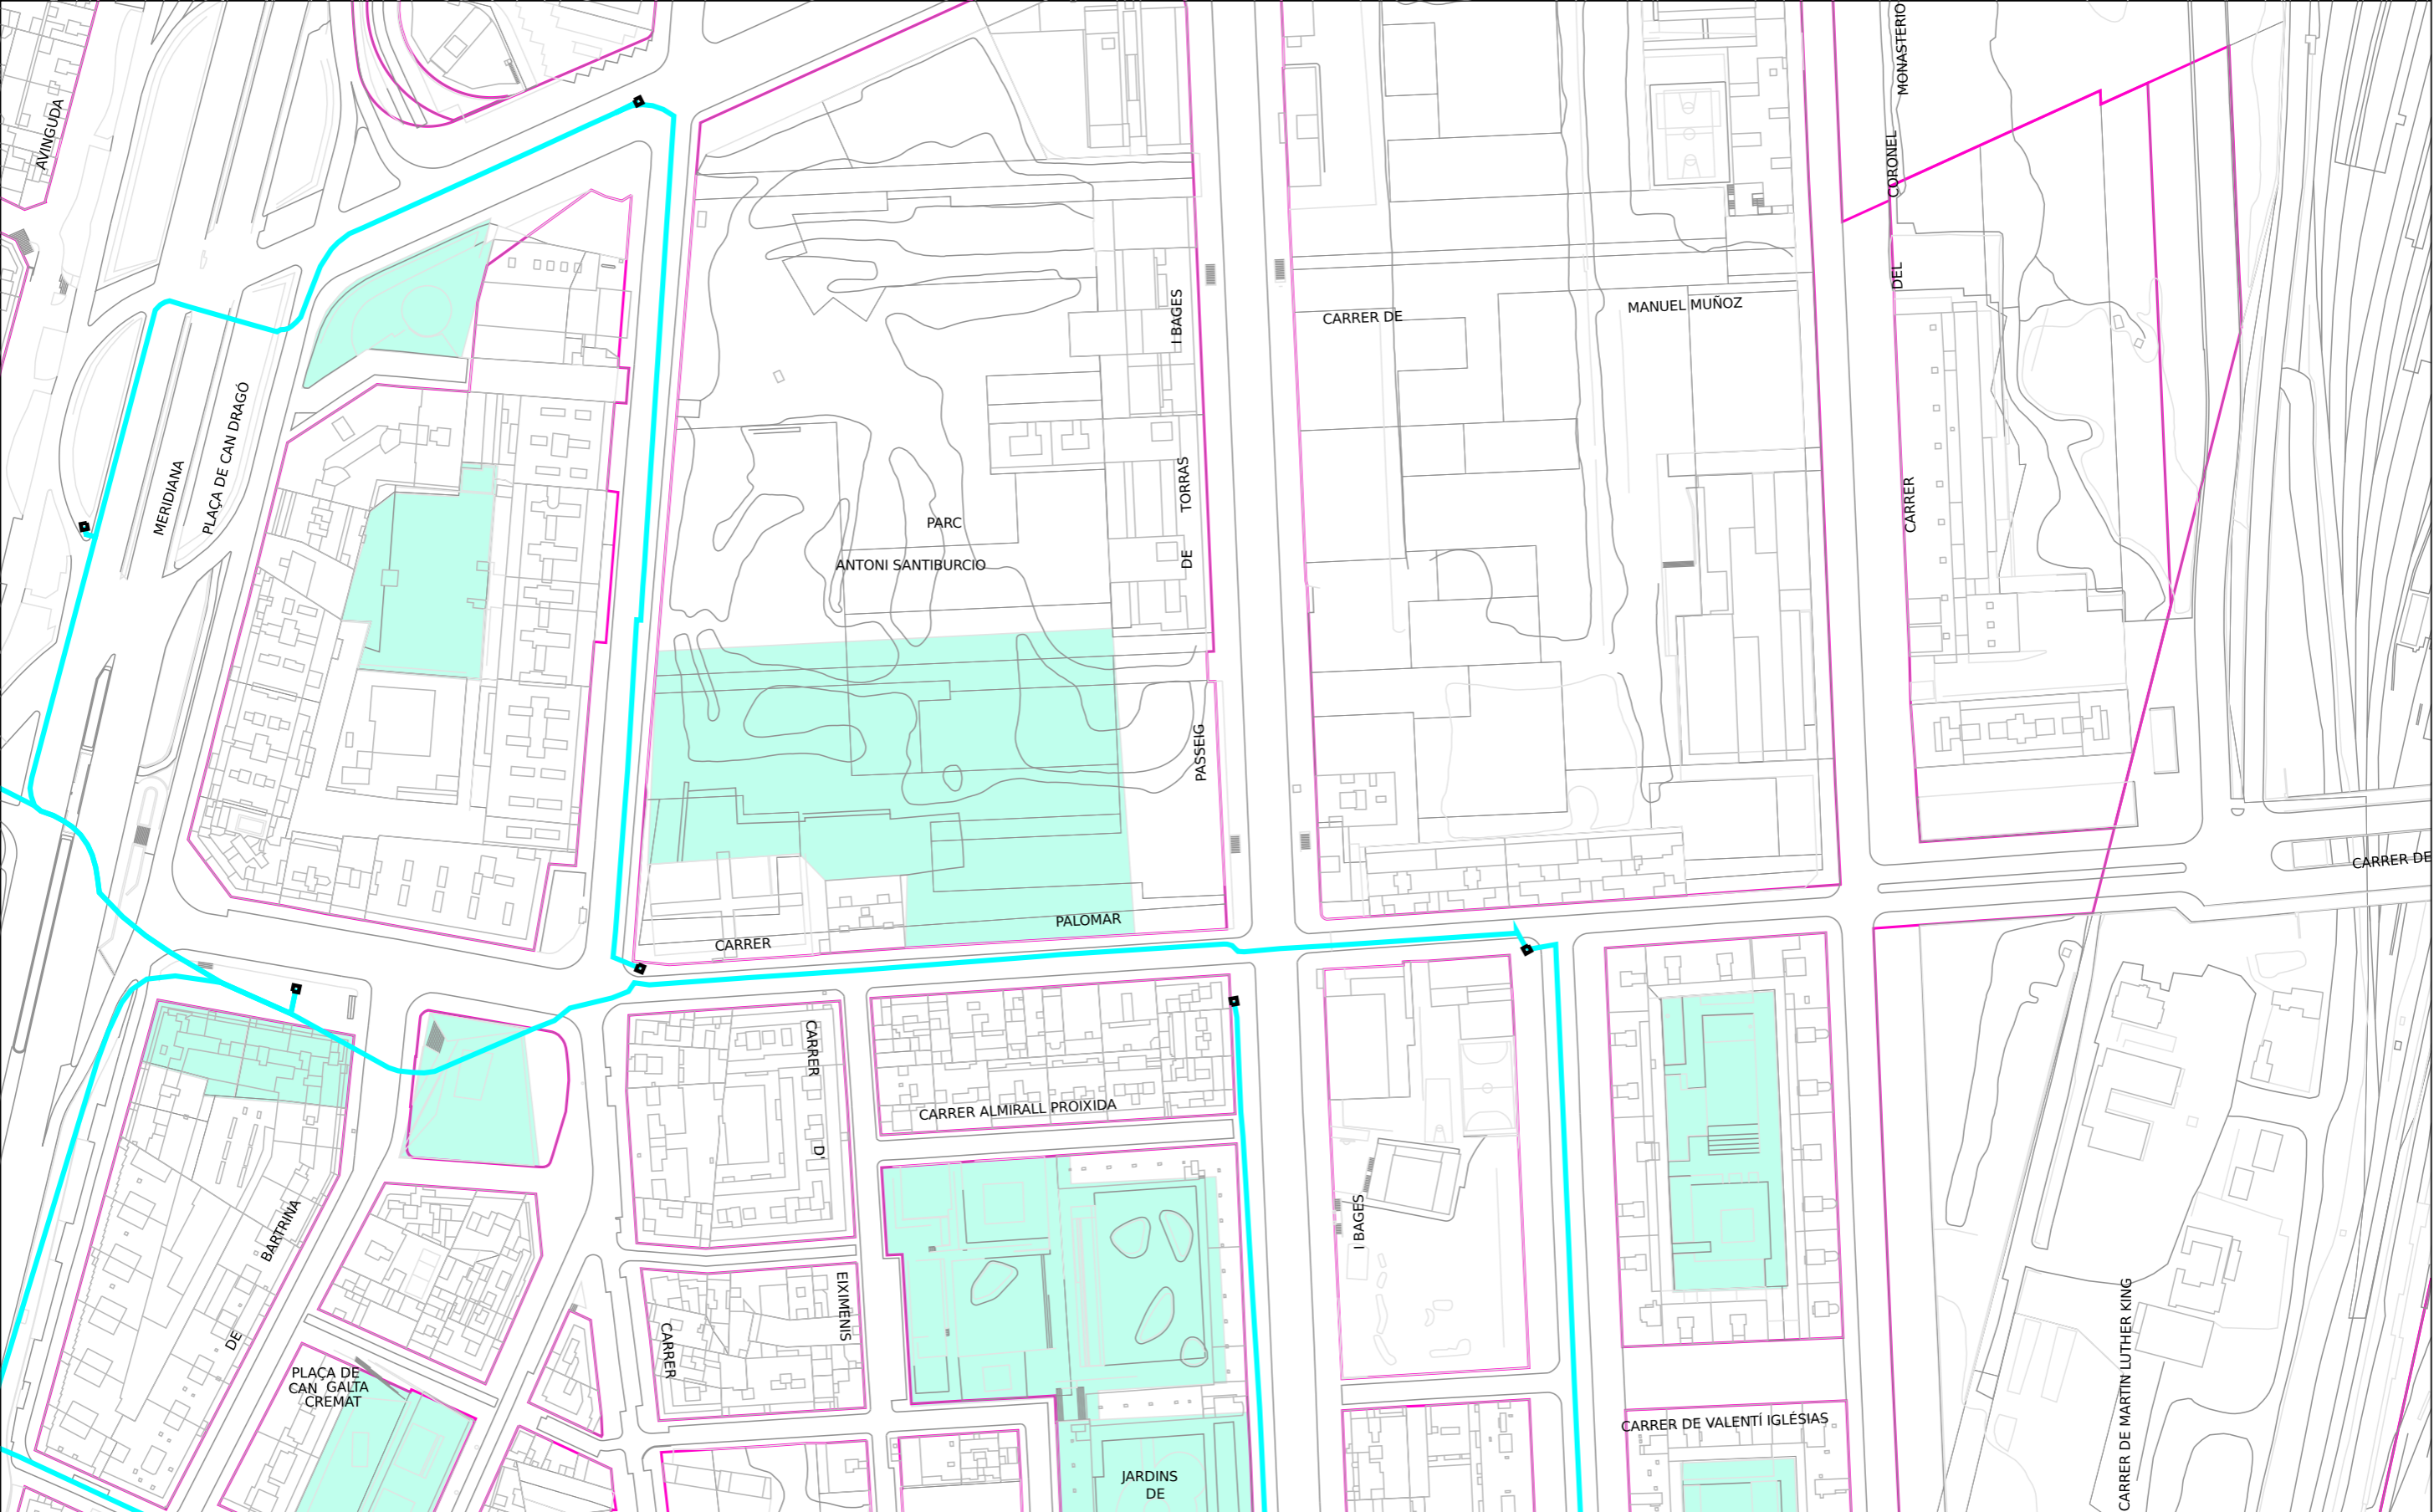 AVINGUDA
MERIDIANA
PLAÇA DE CAN DRAGÓ
PARC
ANTONI SANTIBURCIO
I BAGES
TORRAS
DE
PASSEIG
CARRER DE
MANUEL MUÑOZ
MONASTERIO
CORONEL
DEL
CARRER
CARRER DE
CARRER
PALOMAR
CARRER
D'
EIXIMENIS
CARRER
CARRER ALMIRALL PROIXIDA
I BAGES
BARTRINA
DE
PLAÇA DE
CAN GALTA
CREMAT
CARRER DE VALENTÍ IGLÉSIAS
JARDINS
DE
CARRER DE MARTIN LUTHER KING